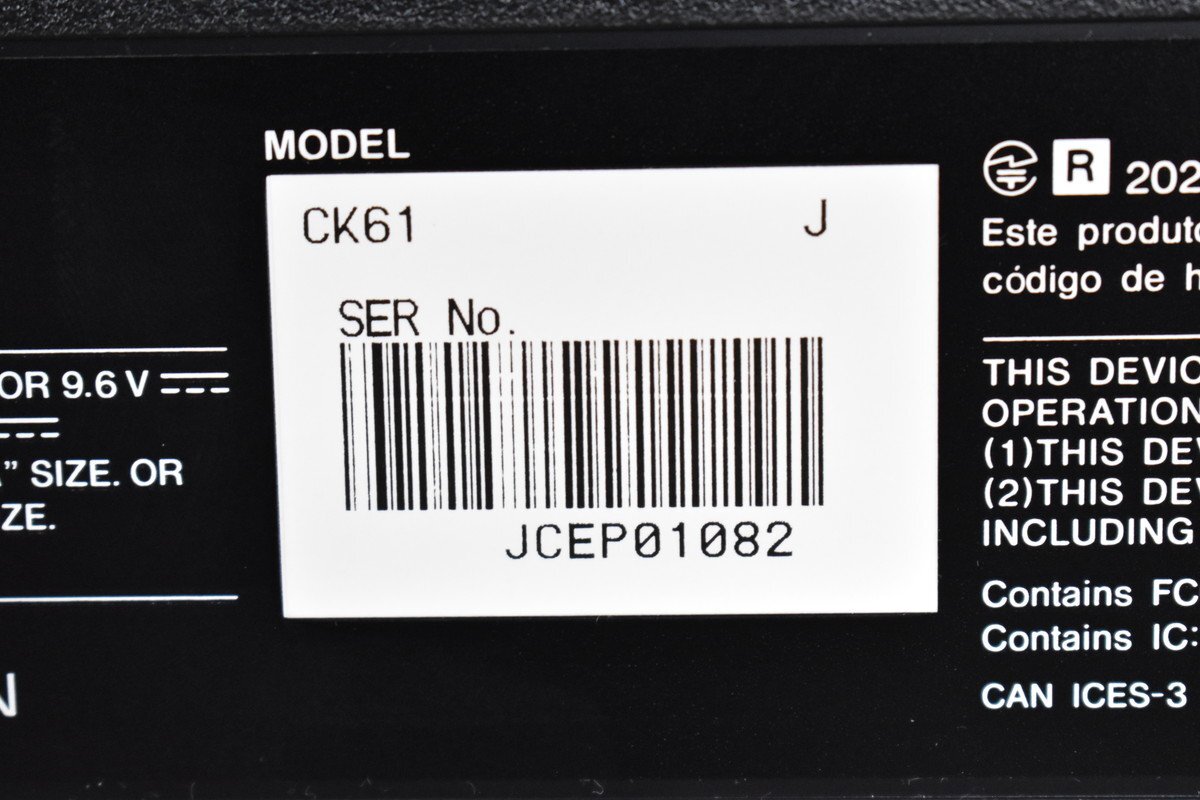 MODEL
CK61 J
SER No.
JCEP01082
OR 9.6 V
" SIZE. OR
ZE.
N
R 202
Este produto
código de h
THIS DEVIC
OPERATION
(1)THIS DEV
(2)THIS DEV
INCLUDING
Contains FC
Contains IC:
CAN ICES-3